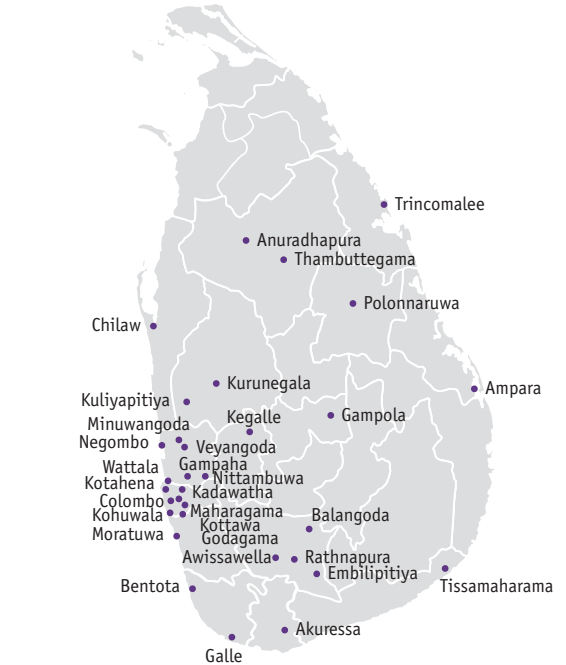 Trincomalee
Anuradhapura
Thambuttegama
Polonnaruwa
Chilaw
Kurunegala
Ampara
Kuliyapitiya
Kegalle
Gampola
Minuwangoda
Negombo
Veyangoda
Gampaha
Wattala
Nittambuwa
Kotahena
Kadawatha
Colombo
Maharagama
Kohuwala
Balangoda
Kottawa
Moratuwa
Godagama
Awissawella
Rathnapura
Embilipitiya
Bentota
Tissamaharama
Akuressa
Galle